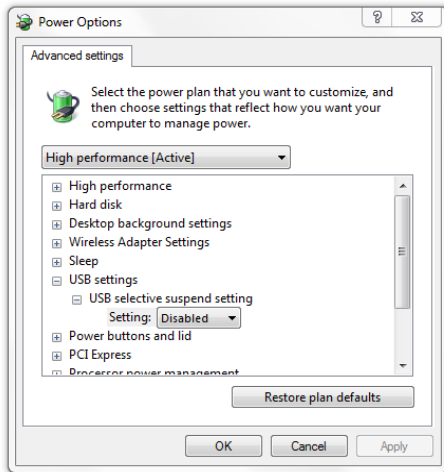 Power Options
Advanced settings
Select the power plan that you want to customize, and
then choose settings that reflect how you want your
computer to manage power.
High performance [Active]
High performance
Hard disk
Desktop background settings
Wireless Adapter Settings
Sleep
USB settings
USB selective suspend setting
Setting: Disabled
Power buttons and lid
PCI Express
Processor power management
Restore plan defaults
OK Cancel Apply